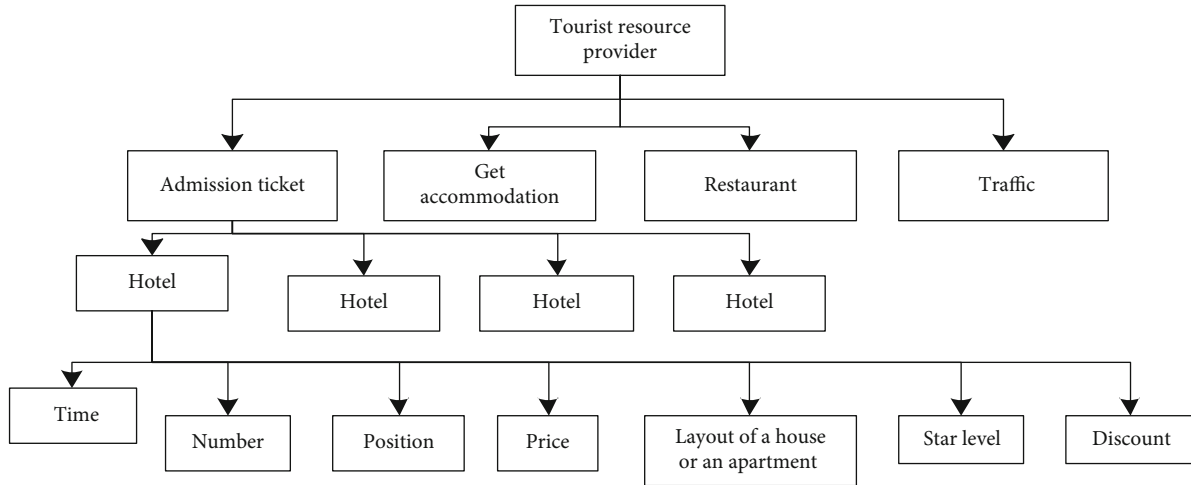 Tourist resource
provider
Admission ticket
Get
accommodation
Restaurant
Traffic
Hotel
Hotel
Hotel
Hotel
Time
Number
Position
Price
Layout of a house
or an apartment
Star level
Discount